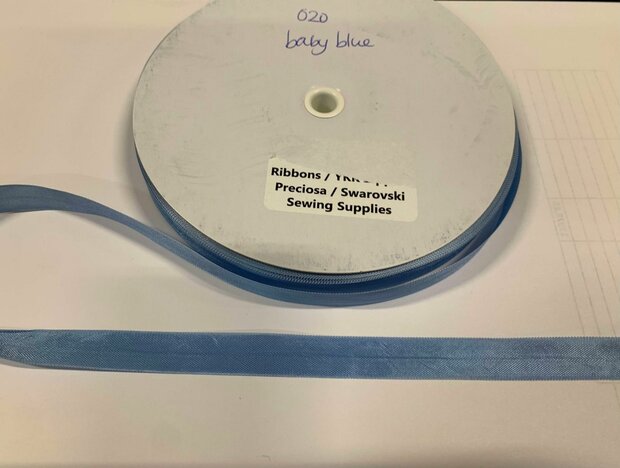 020
baby blue
Ribbons /
Preciosa / Swarovski
Sewing Supplies